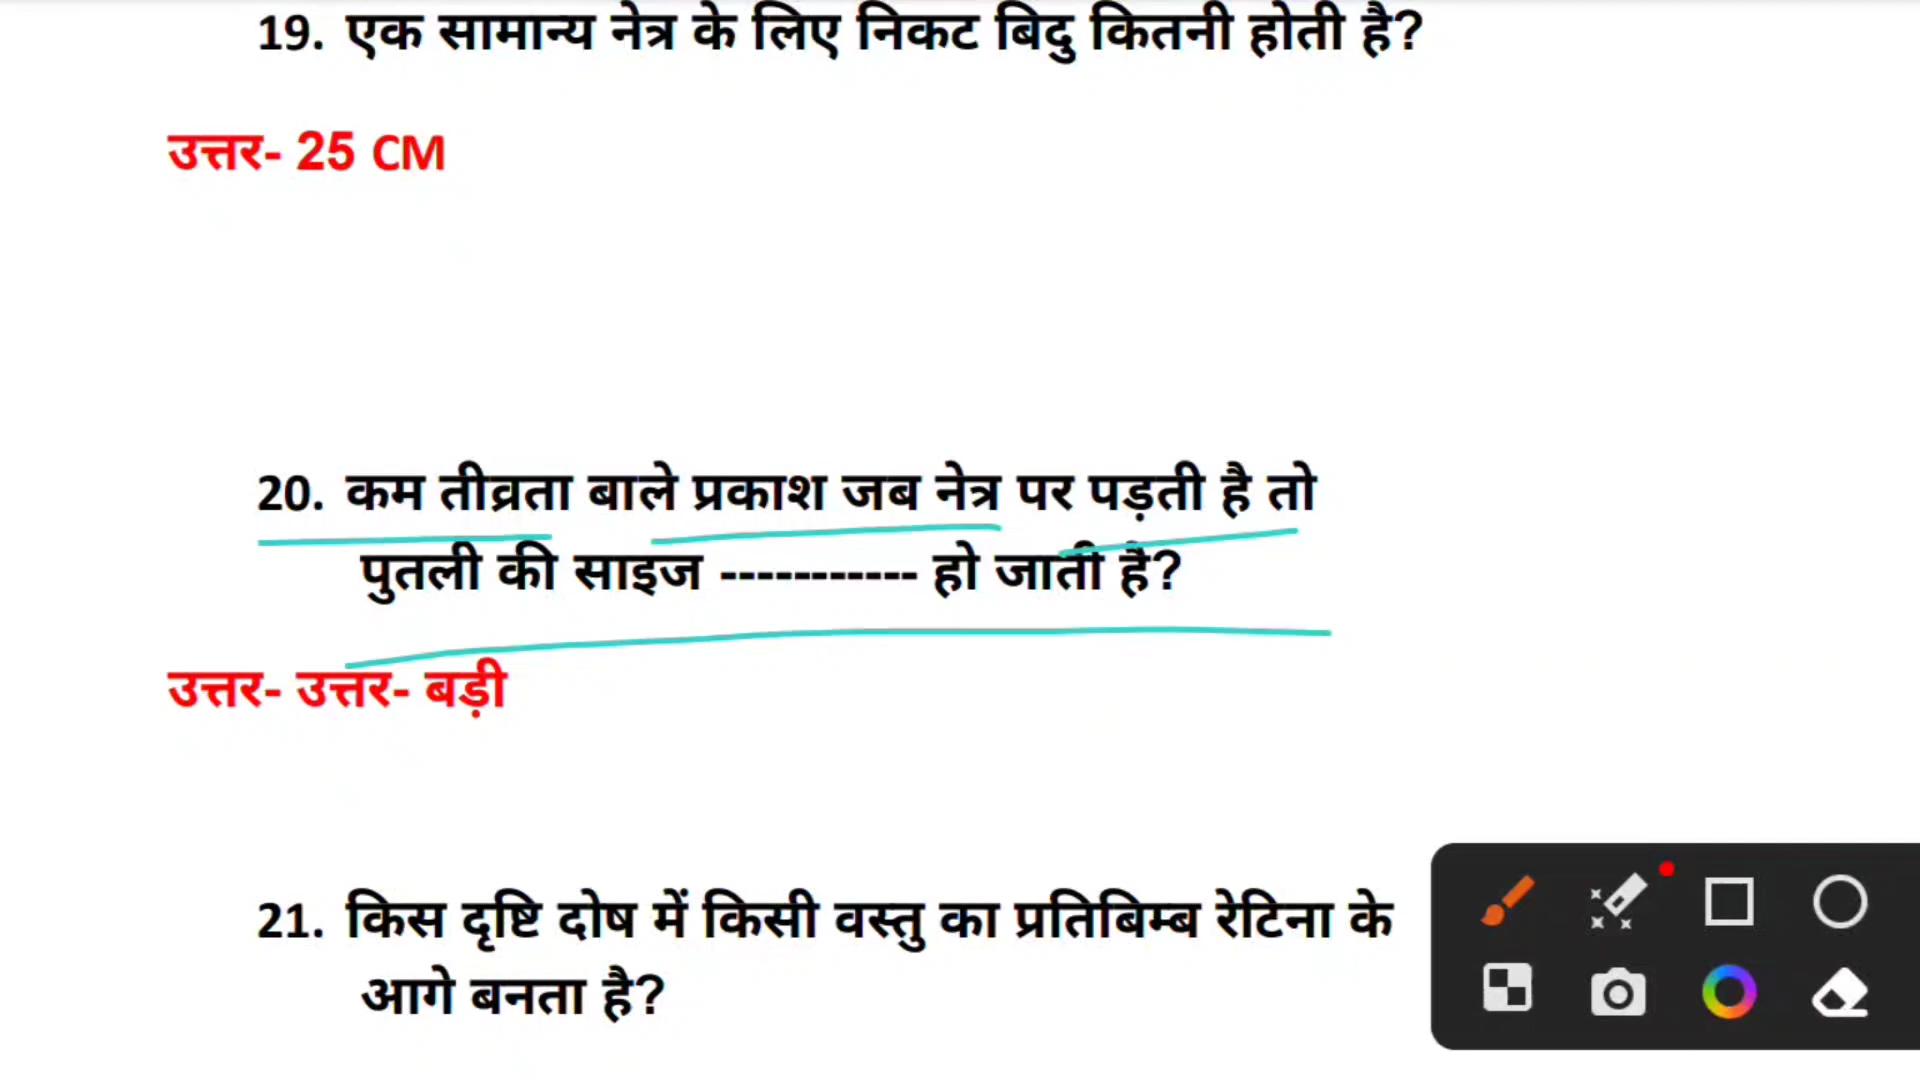 19. एक सामान्य नेत्र के लिए निकट बिदु कितनी होती है?
उत्तर- 25 CM
20. कम तीव्रता बाले प्रकाश जब नेत्र पर पड़ती है तो
पुतली की साइज ----------- हो जाती है?
उत्तर- उत्तर- बड़ी
21. किस दृष्टि दोष में किसी वस्तु का प्रतिबिम्ब रेटिना के
आगे बनता है?